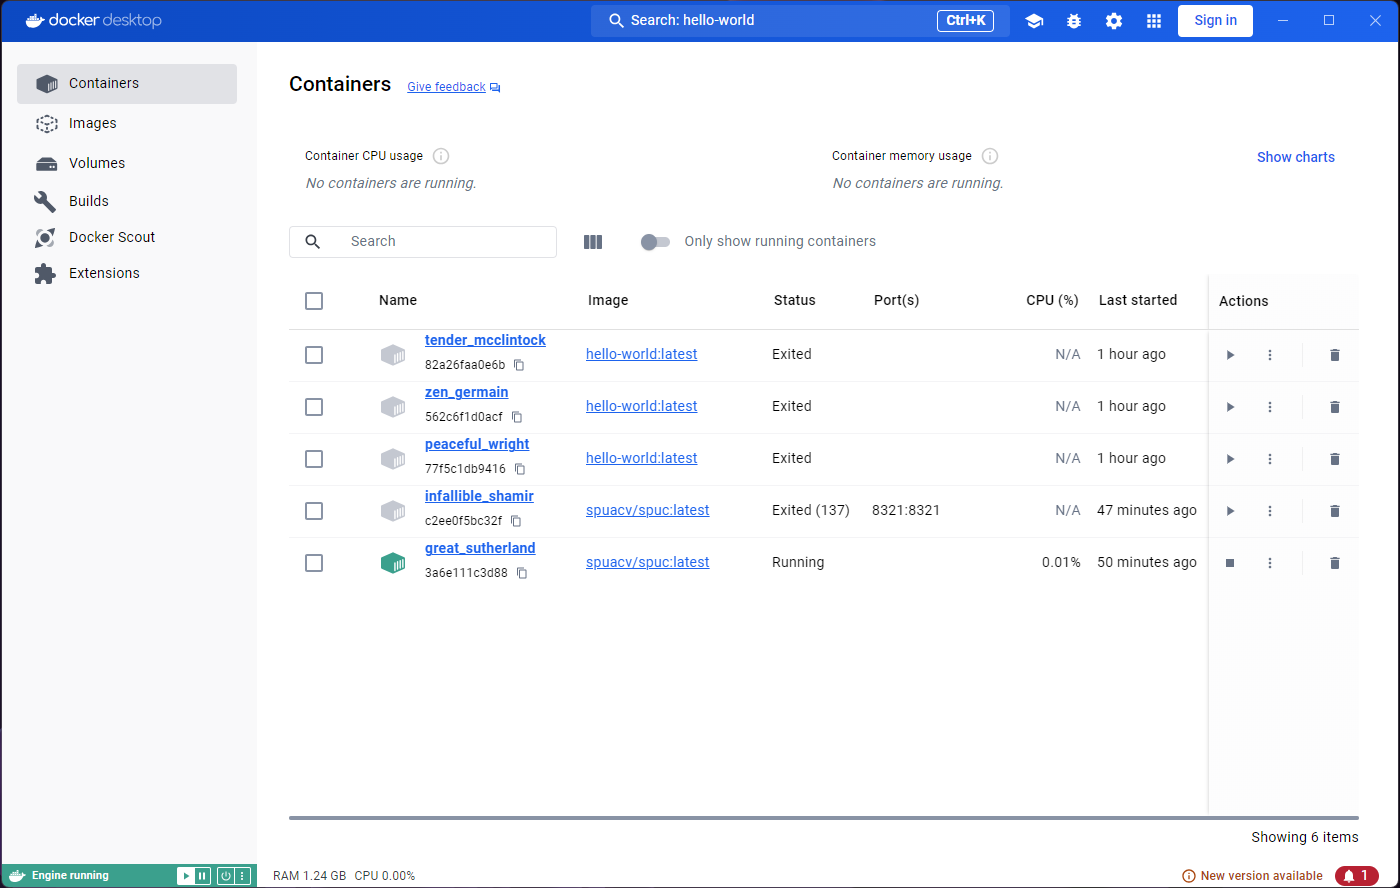 docker desktop
Search: hello-world
Ctrl+K
Sign in
Containers
Images
Volumes
Builds
Docker Scout
Extensions
Containers
Give feedback
Container CPU usage
No containers are running.
Container memory usage
No containers are running.
Show charts
Search
Only show running containers
Name Image Status Port(s) CPU (%) Last started Actions
tender_mcclintock
82a26faa0e6b
hello-world:latest Exited N/A 1 hour ago
zen_germain
562c6f1d0acf
hello-world:latest Exited N/A 1 hour ago
peaceful_wright
77f5c1db9416
hello-world:latest Exited N/A 1 hour ago
infallible_shamir
c2ee0f5bc32f
spuacv/spuc:latest Exited (137) 8321:8321 N/A 47 minutes ago
great_sutherland
3a6e111c3d88
spuacv/spuc:latest Running 0.01% 50 minutes ago
Showing 6 items
Engine running
RAM 1.24 GB CPU 0.00%
New version available
1